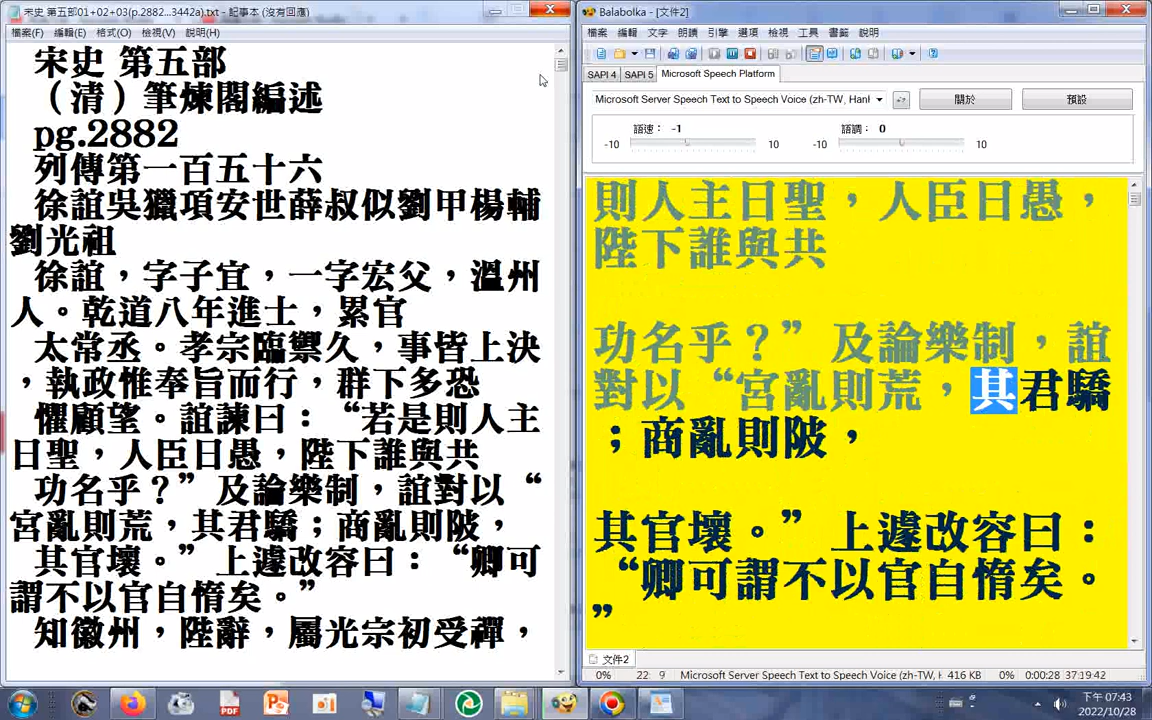 宋史 第五部01+02+03(p.2882...3442a).txt - 記事本 (沒有回應)
檔案(F) 編輯(E) 格式(O) 檢視(V) 說明(H)
宋史 第五部
（清）筆煉閣編述
pg.2882
列傳第一百五十六
徐誼吳獵項安世薛叔似劉甲楊輔
劉光祖
徐誼，字子宜，一字宏父，溫州
人。乾道八年進士，累官
太常丞。孝宗臨禦久，事皆上決
，執政惟奉旨而行，群下多恐
懼顧望。誼諫曰：“若是則人主
日聖，人臣日愚，陛下誰與共
功名乎？”及論樂制，誼對以“
宮亂則荒，其君驕；商亂則陂，
其官壞。”上遽改容曰：“卿可
謂不以官自惰矣。”
知徽州，陛辭，屬光宗初受禪，
Balabolka - [文件2]
檔案 編輯 文字 朗讀 引擎 選項 檢視 工具 書籤 說明
SAPI 4 SAPI 5 Microsoft Speech Platform
Microsoft Server Speech Text to Speech Voice (zh-TW, Hanl
關於
預設
語速： -1
語調： 0
-10 10
-10 10
則人主日聖，人臣日愚，
陛下誰與共
功名乎？”及論樂制，誼
對以“宮亂則荒，其君驕
；商亂則陂，
其官壞。”上遽改容曰：
“卿可謂不以官自惰矣。
”
文件2
0% 22: 9 Microsoft Server Speech Text to Speech Voice (zh-TW, H 416 KB 0% 0:00:28 37:19:42
下午 07:43
2022/10/28